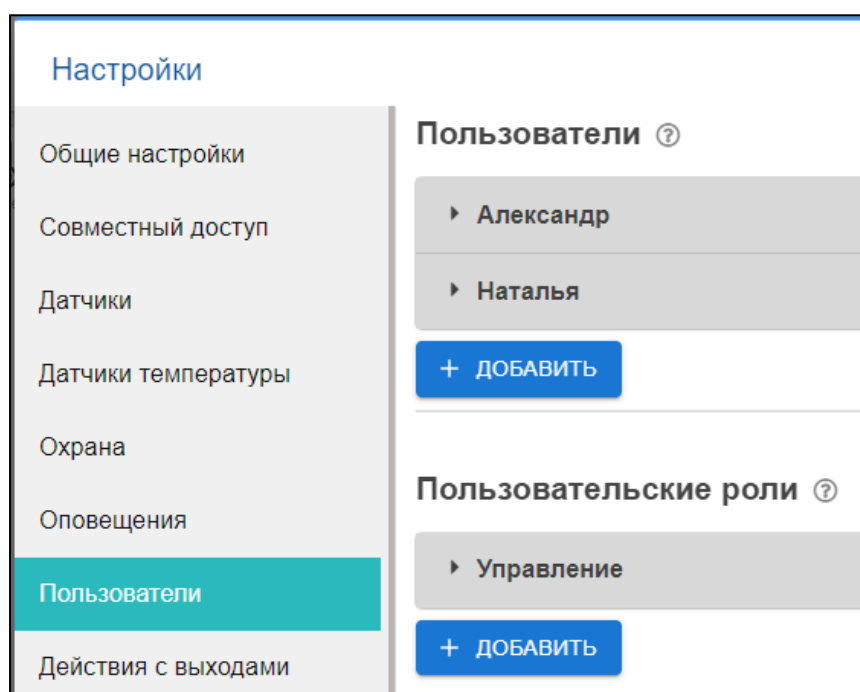 Настройки
Общие настройки
Совместный доступ
Датчики
Датчики температуры
Охрана
Оповещения
Пользователи
Действия с выходами
Пользователи
Александр
Наталья
+ ДОБАВИТЬ
Пользовательские роли
Управление
+ ДОБАВИТЬ